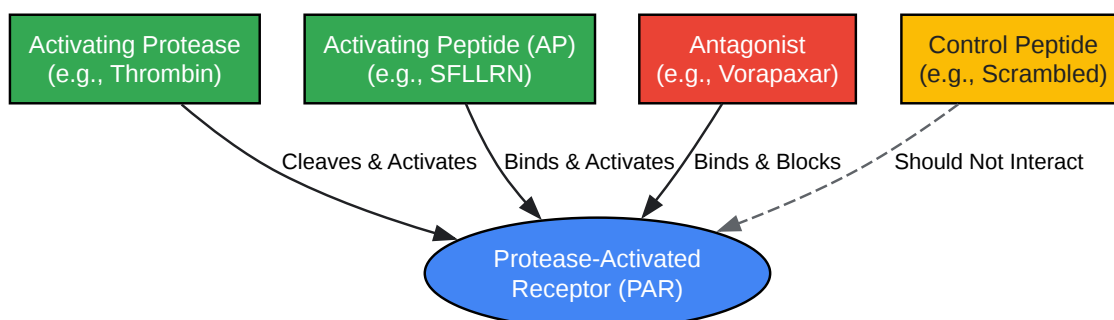 Activating Protease
(e.g., Thrombin)
Activating Peptide (AP)
(e.g., SFLLRN)
Antagonist
(e.g., Vorapaxar)
Control Peptide
(e.g., Scrambled)
Cleaves & Activates
Binds & Activates
Binds & Blocks
Should Not Interact
Protease-Activated
Receptor (PAR)